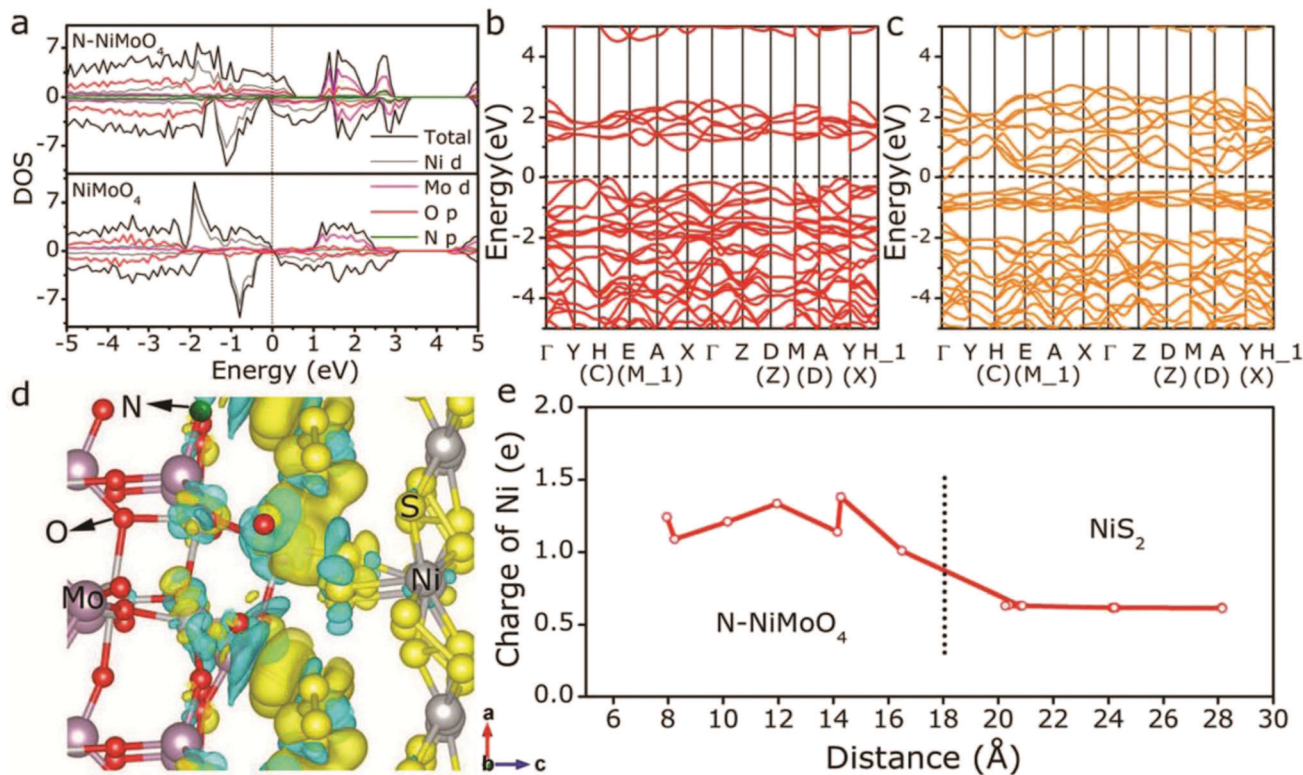 a
N-NiMoO4
7
0
-7
Total
Ni d
NiMoO4
Mo d
O p
N p
7
0
-7
DOS
-5 -4 -3 -2 -1 0 1 2 3 4 5
Energy (eV)
b
Energy(eV)
4
2
0
-2
-4
Γ Y H E A X Γ Z D M A Y H_1
(C) (M_1) (Z) (D) (X)
c
Energy(eV)
4
2
0
-2
-4
Γ Y H E A X Γ Z D M A Y H_1
(C) (M_1) (Z) (D) (X)
d
N
S
O
Ni
Mo
a
b c
e
Charge of Ni (e)
2.0
1.5
1.0
0.5
0.0
NiS2
N-NiMoO4
6 8 10 12 14 16 18 20 22 24 26 28 30
Distance (Å)